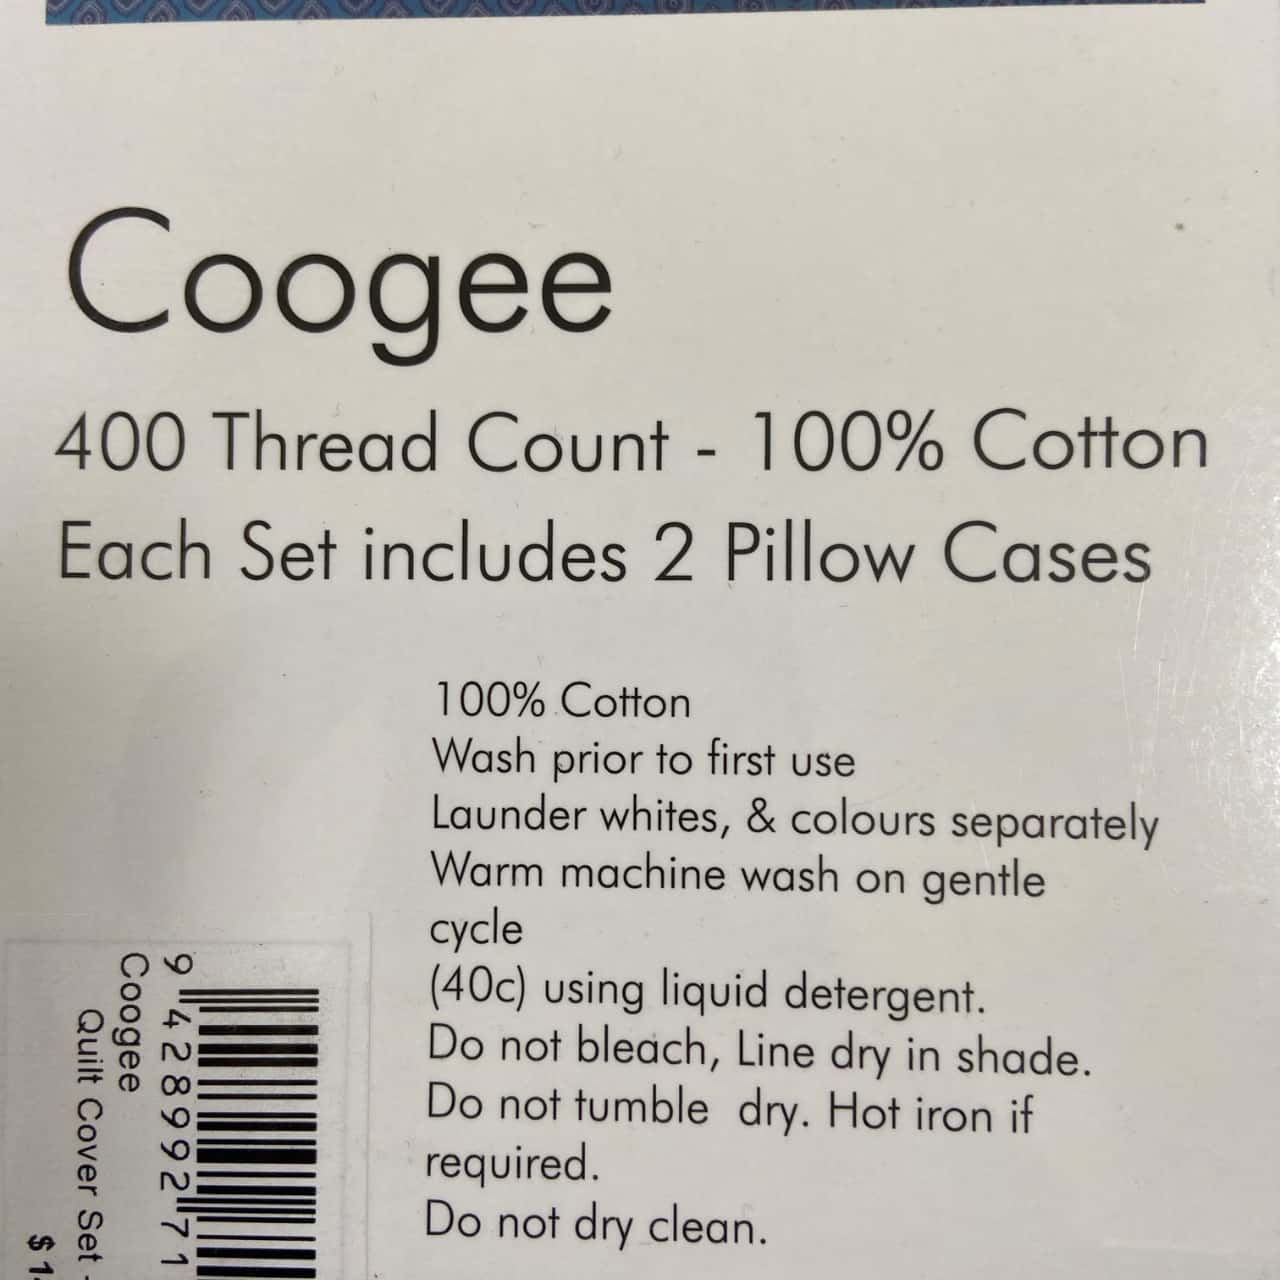 Coogee
400 Thread Count - 100% Cotton
Each Set includes 2 Pillow Cases
100% Cotton
Wash prior to first use
Launder whites, & colours separately
Warm machine wash on gentle
cycle
(40c) using liquid detergent.
Do not bleach, Line dry in shade.
Do not tumble dry. Hot iron if
required.
Do not dry clean.
9 428992 71
Coogee
Quilt Cover Set -
$1